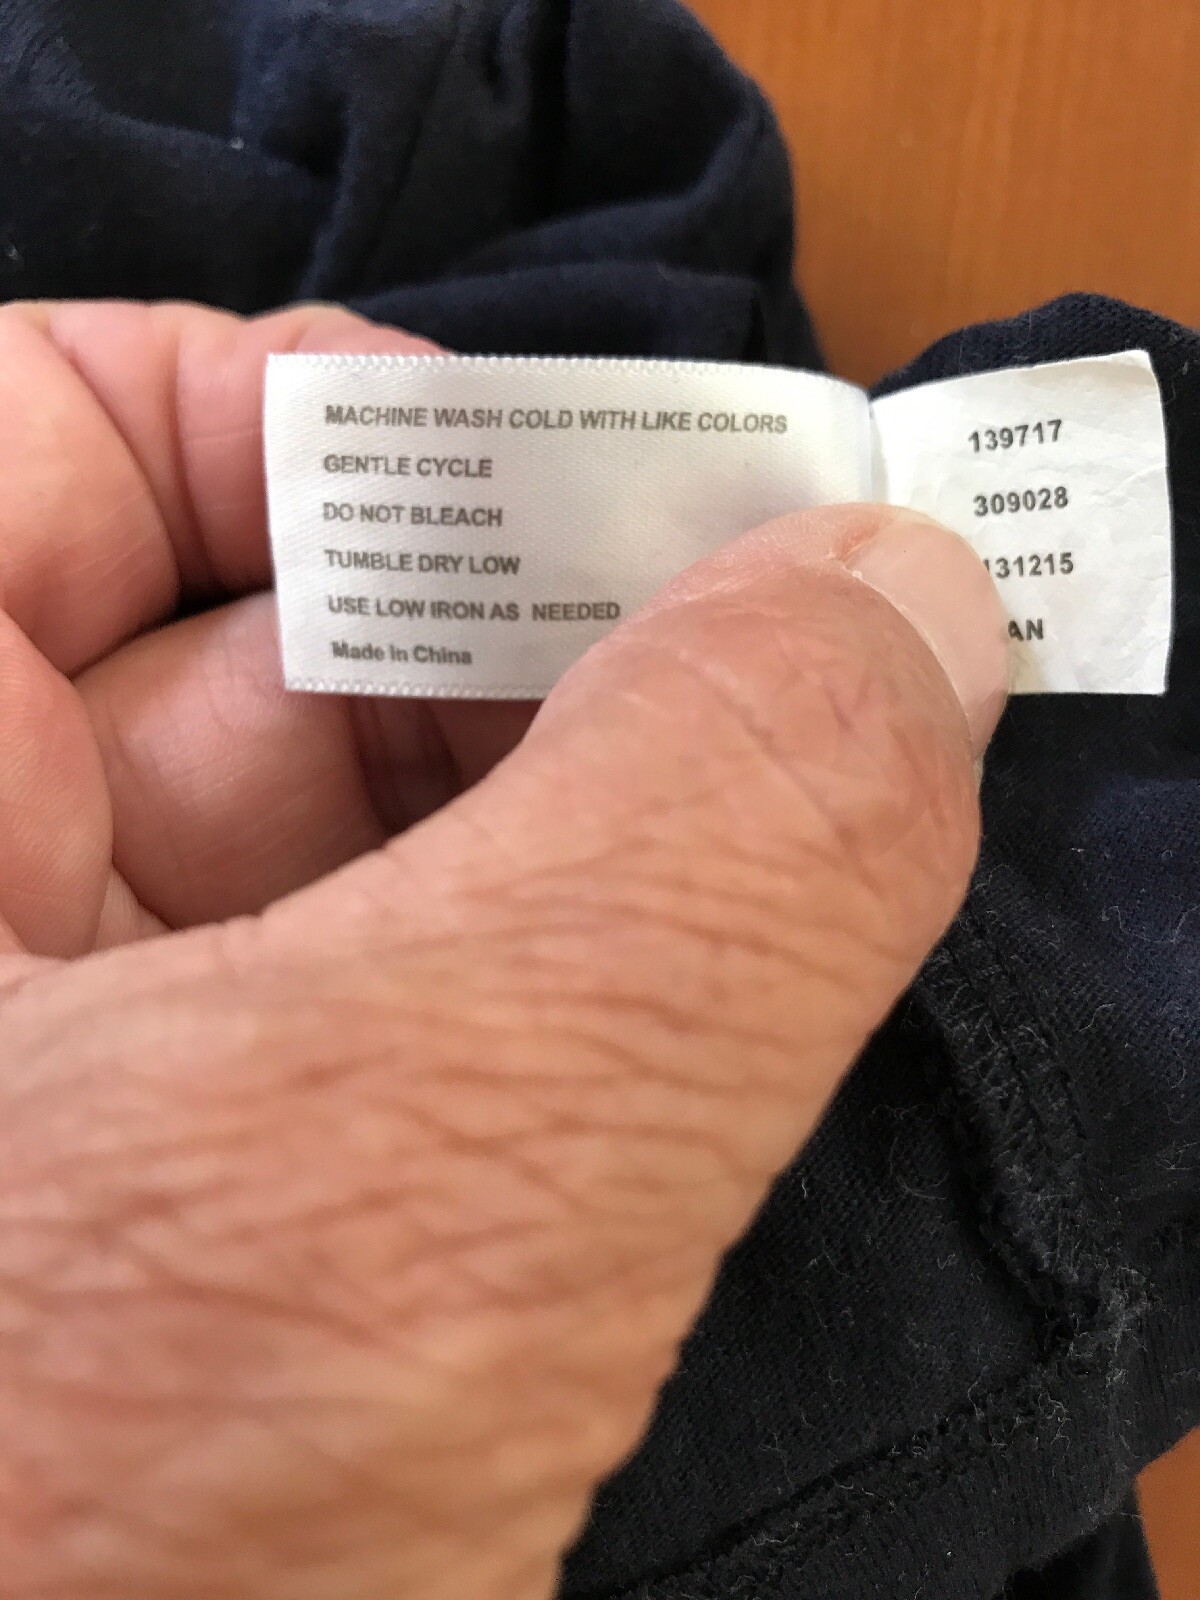 MACHINE WASH COLD WITH LIKE COLORS
GENTLE CYCLE
DO NOT BLEACH
TUMBLE DRY LOW
USE LOW IRON AS NEEDED
Made In China
139717
309028
131215